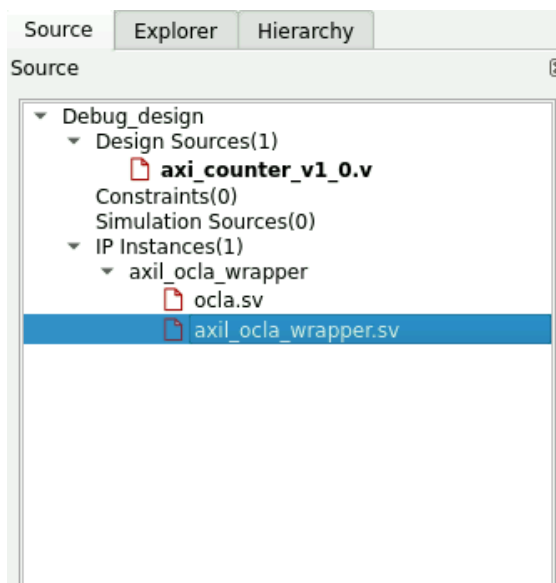 Source Explorer Hierarchy
Source
Debug_design
Design Sources(1)
axi_counter_v1_0.v
Constraints(0)
Simulation Sources(0)
IP Instances(1)
axil_ocla_wrapper
ocla.sv
axil_ocla_wrapper.sv